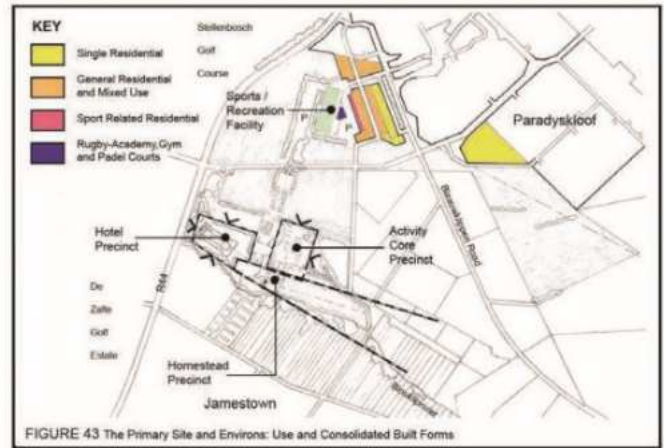 KEY
Single Residential
General Residential
and Mixed Use
Sport Related Residential
Rugby-Academy,Gym
and Padel Courts
Stellenbosch
Golf
Course
Sports /
Recreation
Facility
P
P
Paradyskloof
Hotel
Precinct
Activity
Core
Precinct
R44
De
Zalze
Golf
Estate
Homestead
Precinct
Jamestown
FIGURE 43 The Primary Site and Environs: Use and Consolidated Built Forms